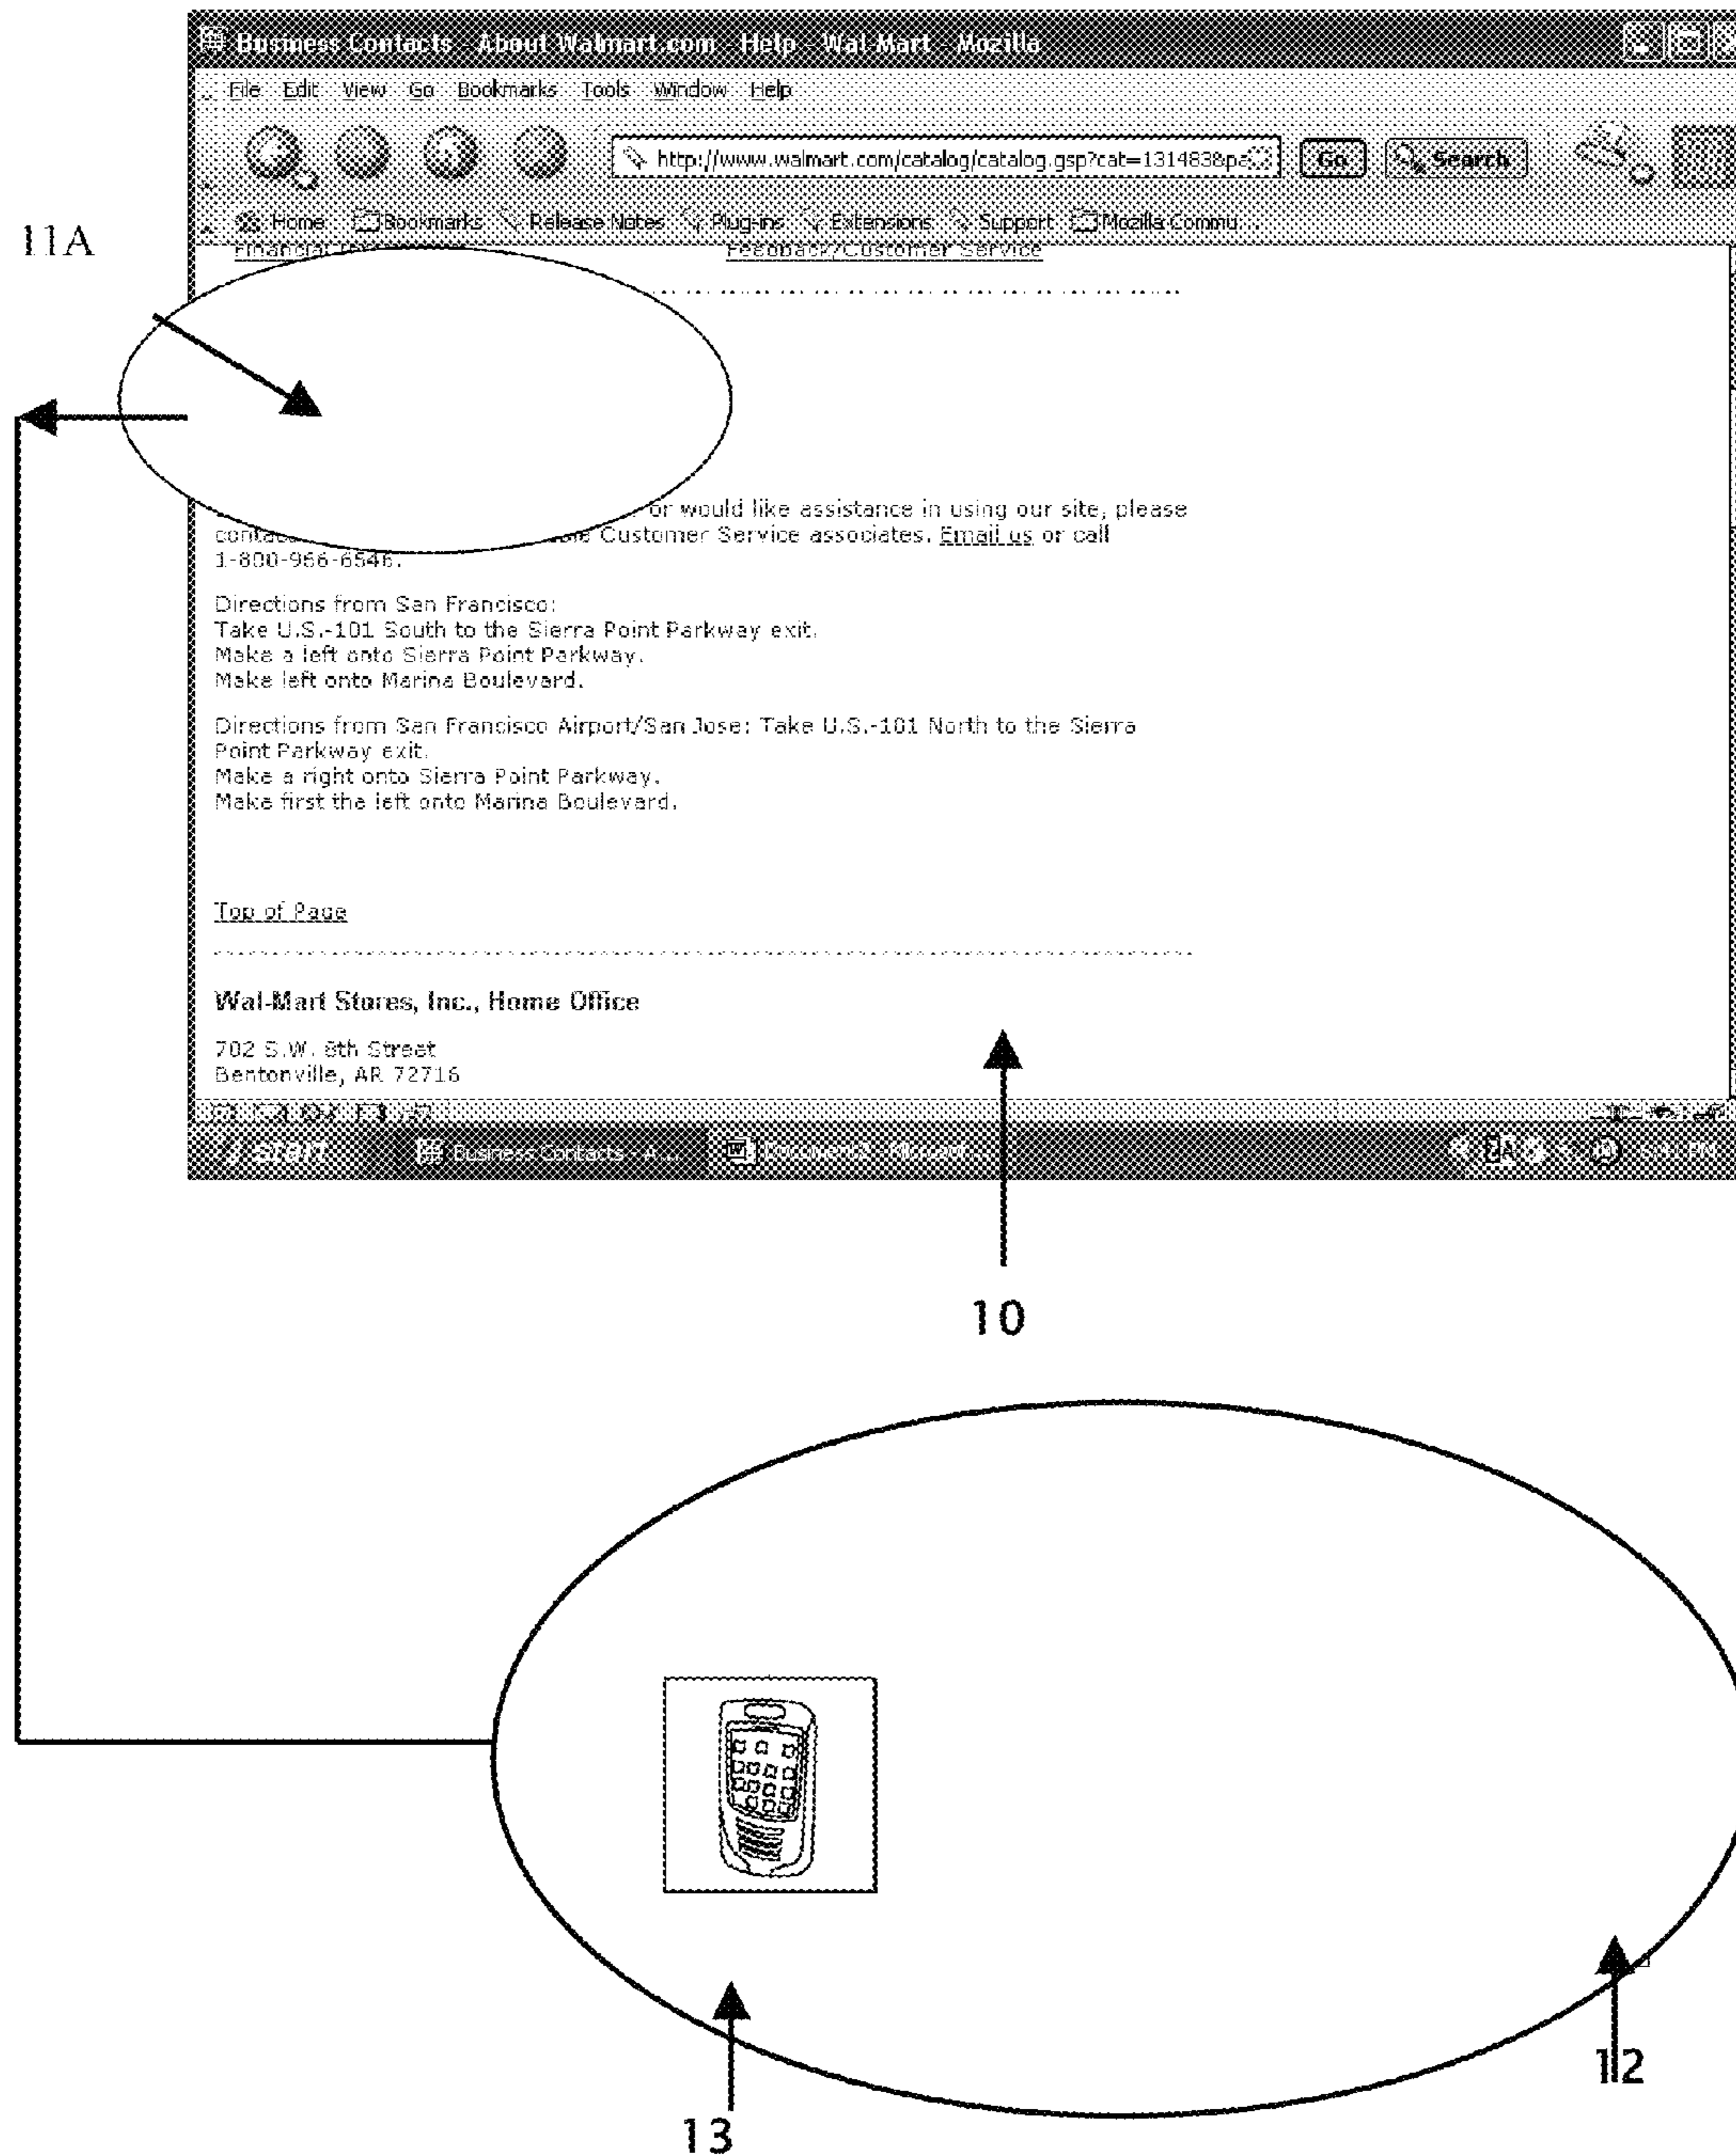 Business Contacts - About Walmart.com - Help - Wal-Mart - Mozilla
File Edit View Go Bookmarks Tools Window Help
http://www.walmart.com/catalog/catalog.gsp?cat=131483&pa
Go
Search
Home Bookmarks Release Notes Plug-ins Extensions Support Mozilla Commu...
11A
Financial Feedback/Customer Service
or would like assistance in using our site, please
Customer Service associates. Email us or call
1-800-966-6546.
Directions from San Francisco:
Take U.S.-101 South to the Sierra Point Parkway exit.
Make a left onto Sierra Point Parkway.
Make left onto Marina Boulevard.
Directions from San Francisco Airport/San Jose: Take U.S.-101 North to the Sierra
Point Parkway exit.
Make a right onto Sierra Point Parkway.
Make first the left onto Marina Boulevard.
Top of Page
Wal-Mart Stores, Inc., Home Office
702 S.W. 8th Street
Bentonville, AR 72716
start Business Contacts - A... Document2 - Microsof... PM
10
12
13